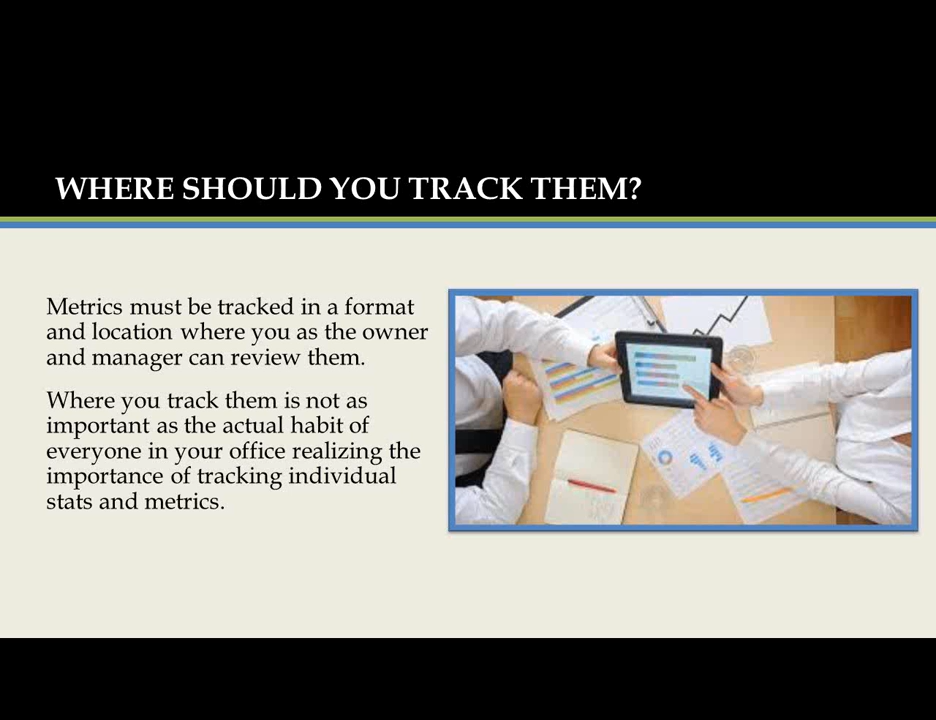 WHERE SHOULD YOU TRACK THEM?
Metrics must be tracked in a format
and location where you as the owner
and manager can review them.
Where you track them is not as
important as the actual habit of
everyone in your office realizing the
importance of tracking individual
stats and metrics.